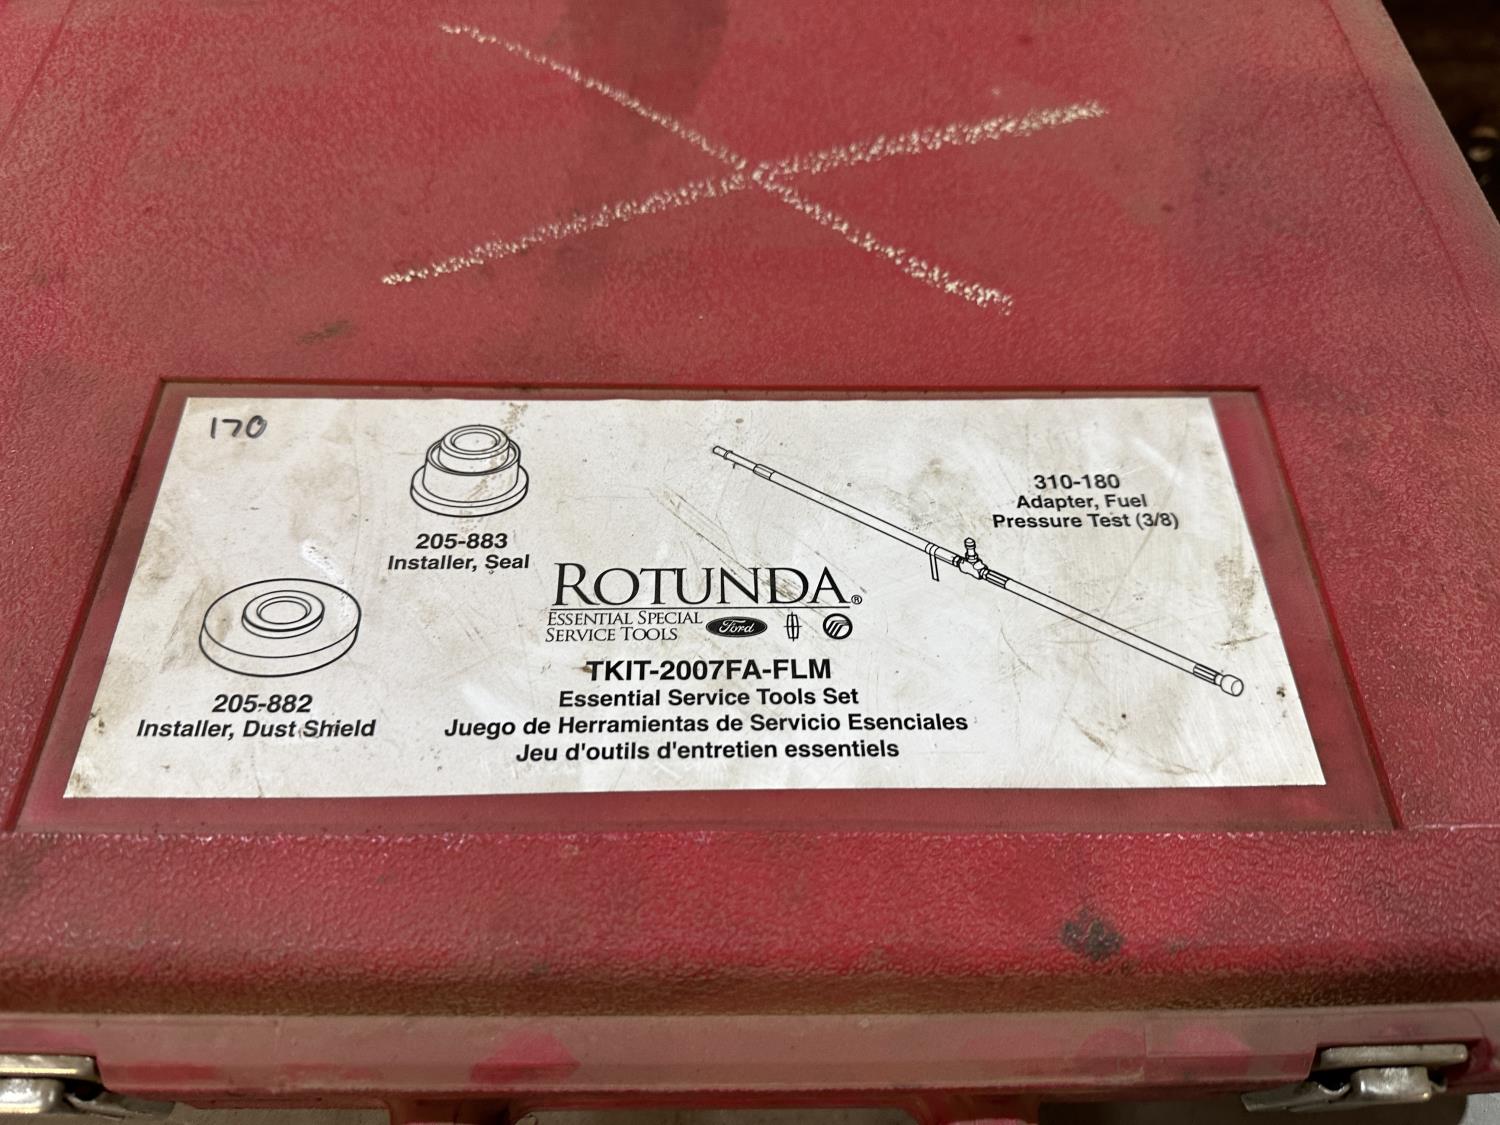 170
205-883
Installer, Seal
310-180
Adapter, Fuel
Pressure Test (3/8)
205-882
Installer, Dust Shield
ROTUNDA®
ESSENTIAL SPECIAL
SERVICE TOOLS
Ford
TKIT-2007FA-FLM
Essential Service Tools Set
Juego de Herramientas de Servicio Esenciales
Jeu d'outils d'entretien essentiels